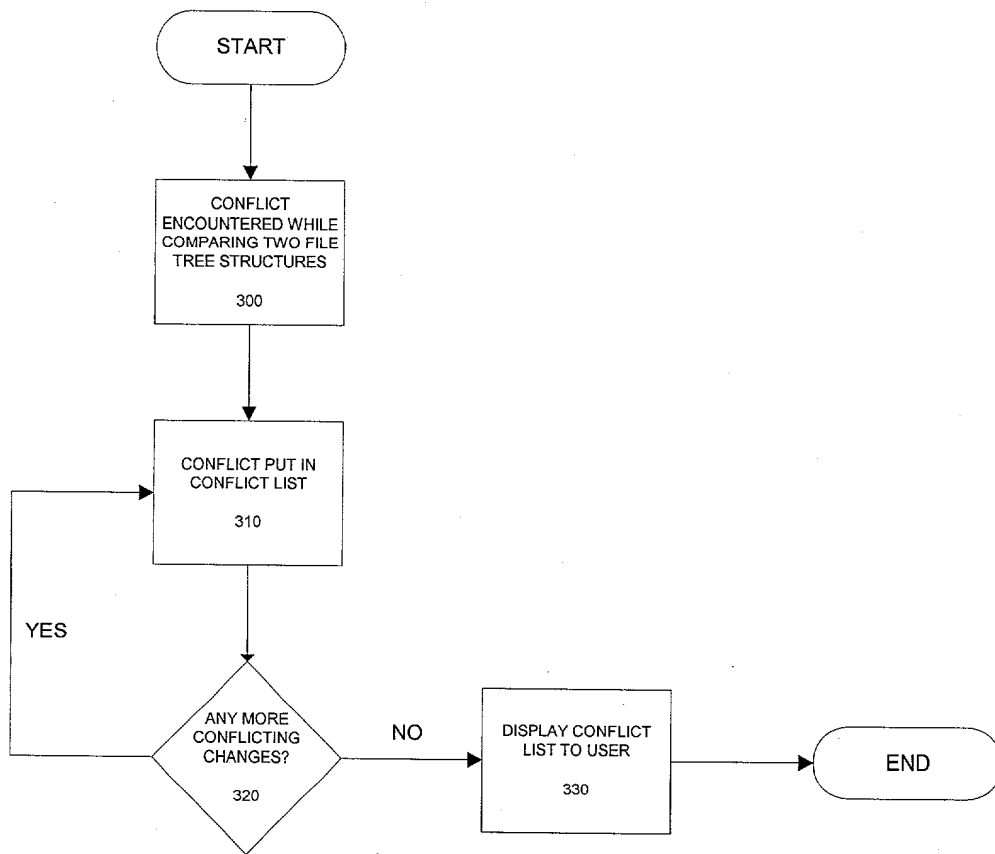 START
CONFLICT
ENCOUNTERED WHILE
COMPARING TWO FILE
TREE STRUCTURES
300
CONFLICT PUT IN
CONFLICT LIST
310
YES
ANY MORE
CONFLICTING
CHANGES?
320
NO
DISPLAY CONFLICT
LIST TO USER
330
END